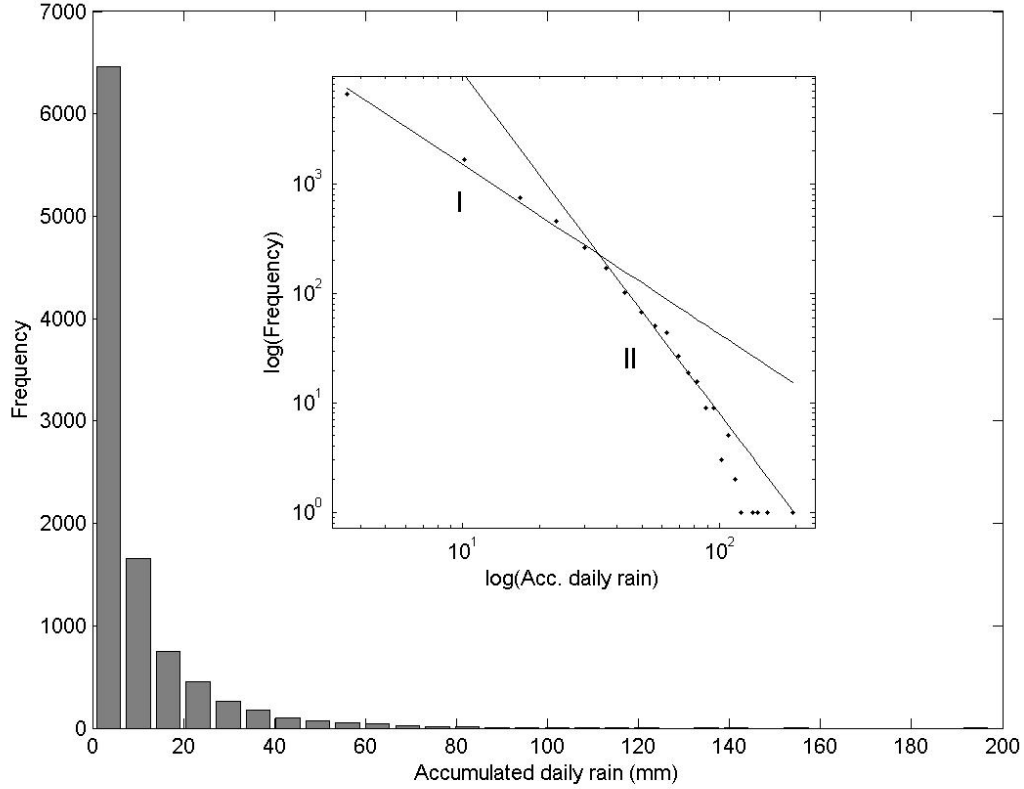 7000
6000
5000
4000
3000
2000
1000
0
Frequency
0 20 40 60 80 100 120 140 160 180 200
Accumulated daily rain (mm)
10³
10²
10¹
10⁰
log(Frequency)
I
II
10¹ 10²
log(Acc. daily rain)